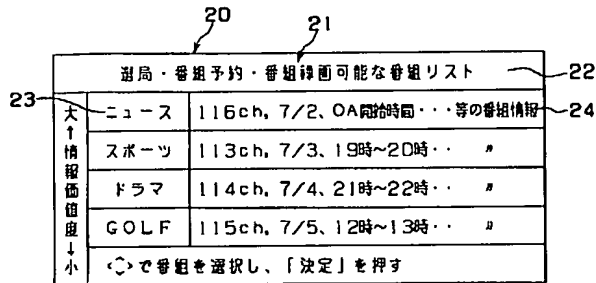 20
21
選局・番組予約・番組録画可能な番組リスト 22
23 ニュース 116ch, 7/2、OA開始時間・・・等の番組情報 24
スポーツ 113ch, 7/3、19時～20時・・ 〃
ドラマ 114ch, 7/4、21時～22時・・ 〃
GOLF 115ch, 7/5、12時～13時・・ 〃
大↑情報価値度↓小
で番組を選択し、「決定」を押す